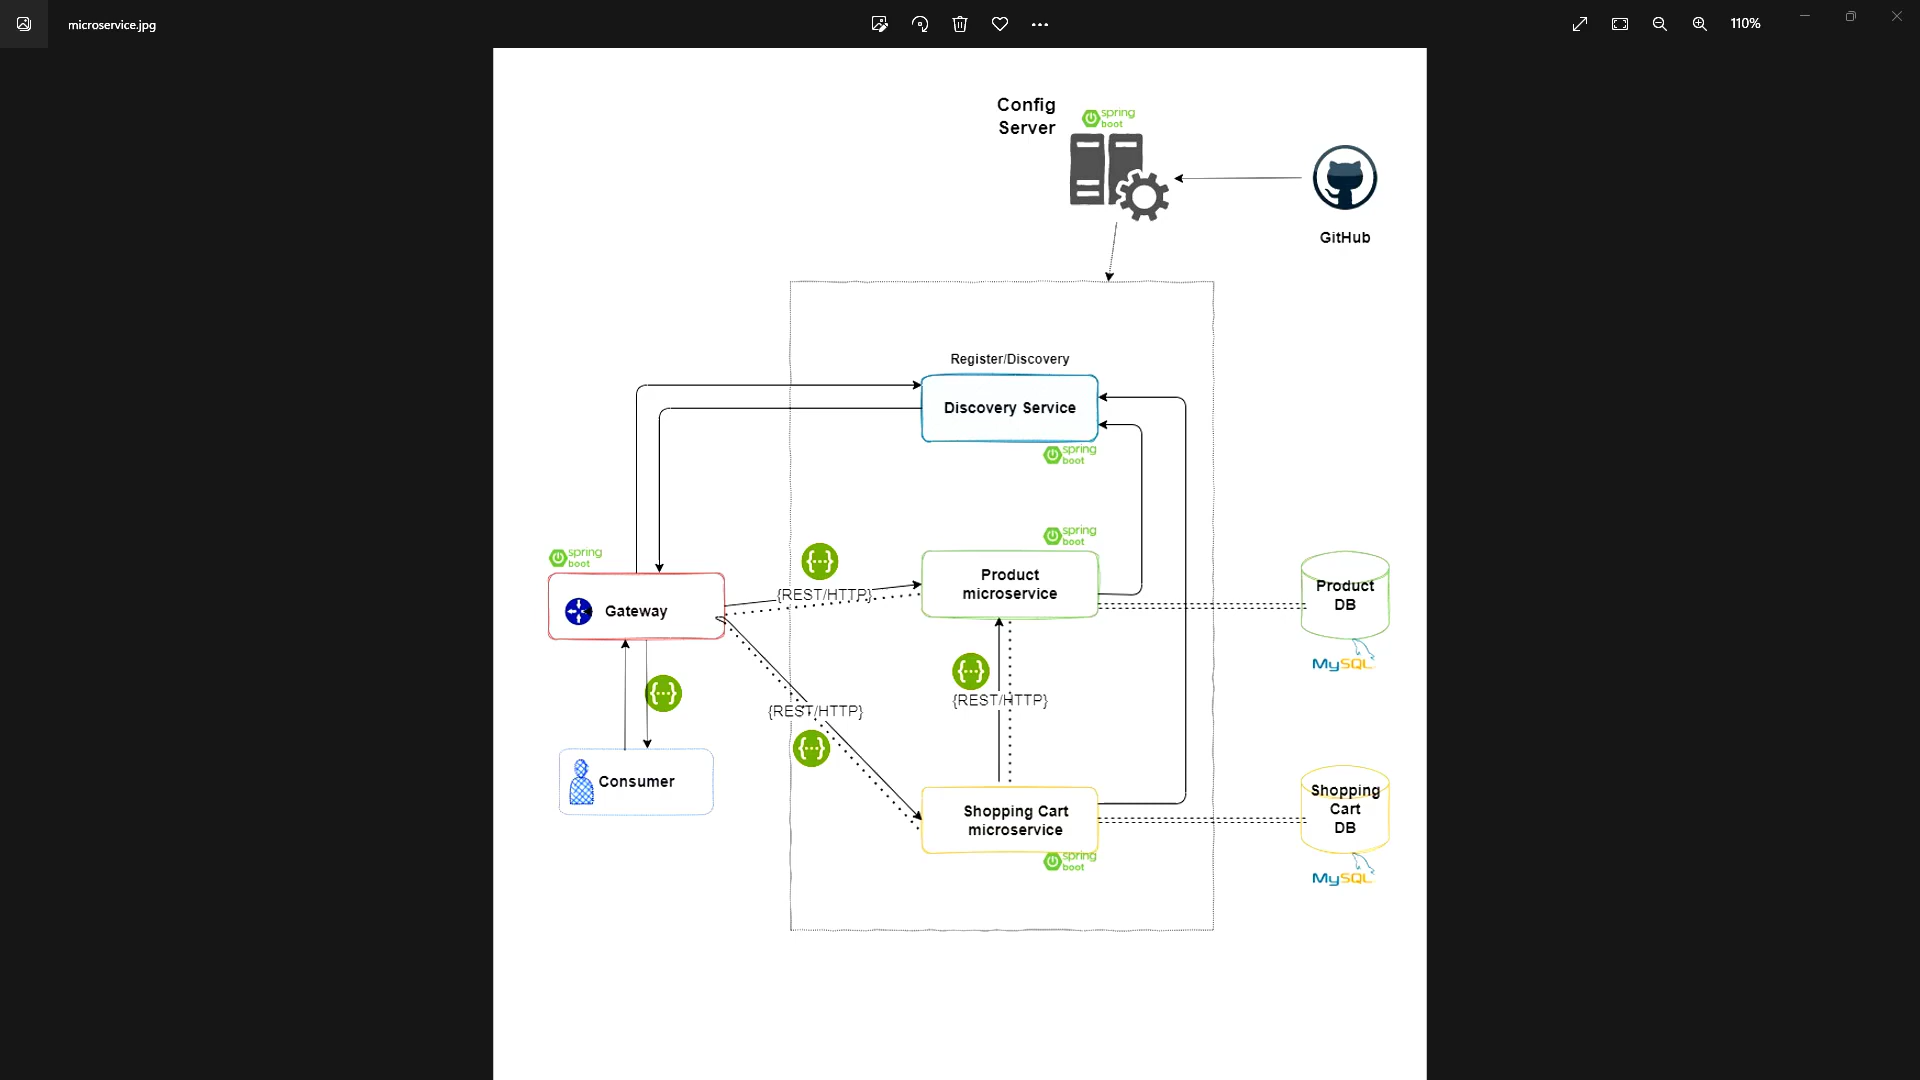 microservice.jpg
110%
Config
Server
spring
boot
GitHub
Register/Discovery
Discovery Service
spring
boot
spring
boot
Gateway
{REST/HTTP}
spring
boot
Product
microservice
Product
DB
MySQL
{REST/HTTP}
{REST/HTTP}
Consumer
Shopping Cart
microservice
spring
boot
Shopping
Cart
DB
MySQL